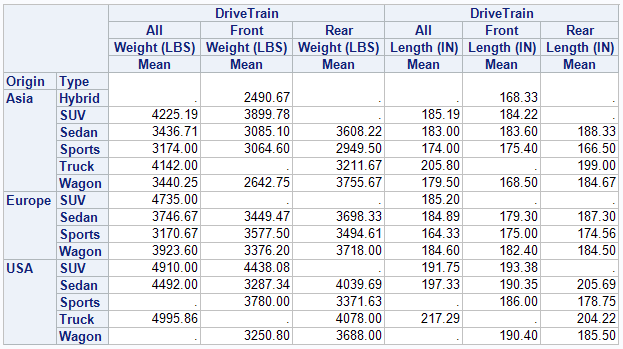 DriveTrain DriveTrain
All Front Rear All Front Rear
Weight (LBS) Weight (LBS) Weight (LBS) Length (IN) Length (IN) Length (IN)
Mean Mean Mean Mean Mean Mean
Origin Type
Asia Hybrid . 2490.67 . . 168.33 .
SUV 4225.19 3899.78 . 185.19 184.22 .
Sedan 3436.71 3085.10 3608.22 183.00 183.60 188.33
Sports 3174.00 3064.60 2949.50 174.00 175.40 166.50
Truck 4142.00 . 3211.67 205.80 . 199.00
Wagon 3440.25 2642.75 3755.67 179.50 168.50 184.67
Europe SUV 4735.00 . . 185.20 . .
Sedan 3746.67 3449.47 3698.33 184.89 179.30 187.30
Sports 3170.67 3577.50 3494.61 164.33 175.00 174.56
Wagon 3923.60 3376.20 3718.00 184.60 182.40 184.50
USA SUV 4910.00 4438.08 . 191.75 193.38 .
Sedan 4492.00 3287.34 4039.69 197.33 190.35 205.69
Sports . 3780.00 3371.63 . 186.00 178.75
Truck 4995.86 . 4078.00 217.29 . 204.22
Wagon . 3250.80 3688.00 . 190.40 185.50